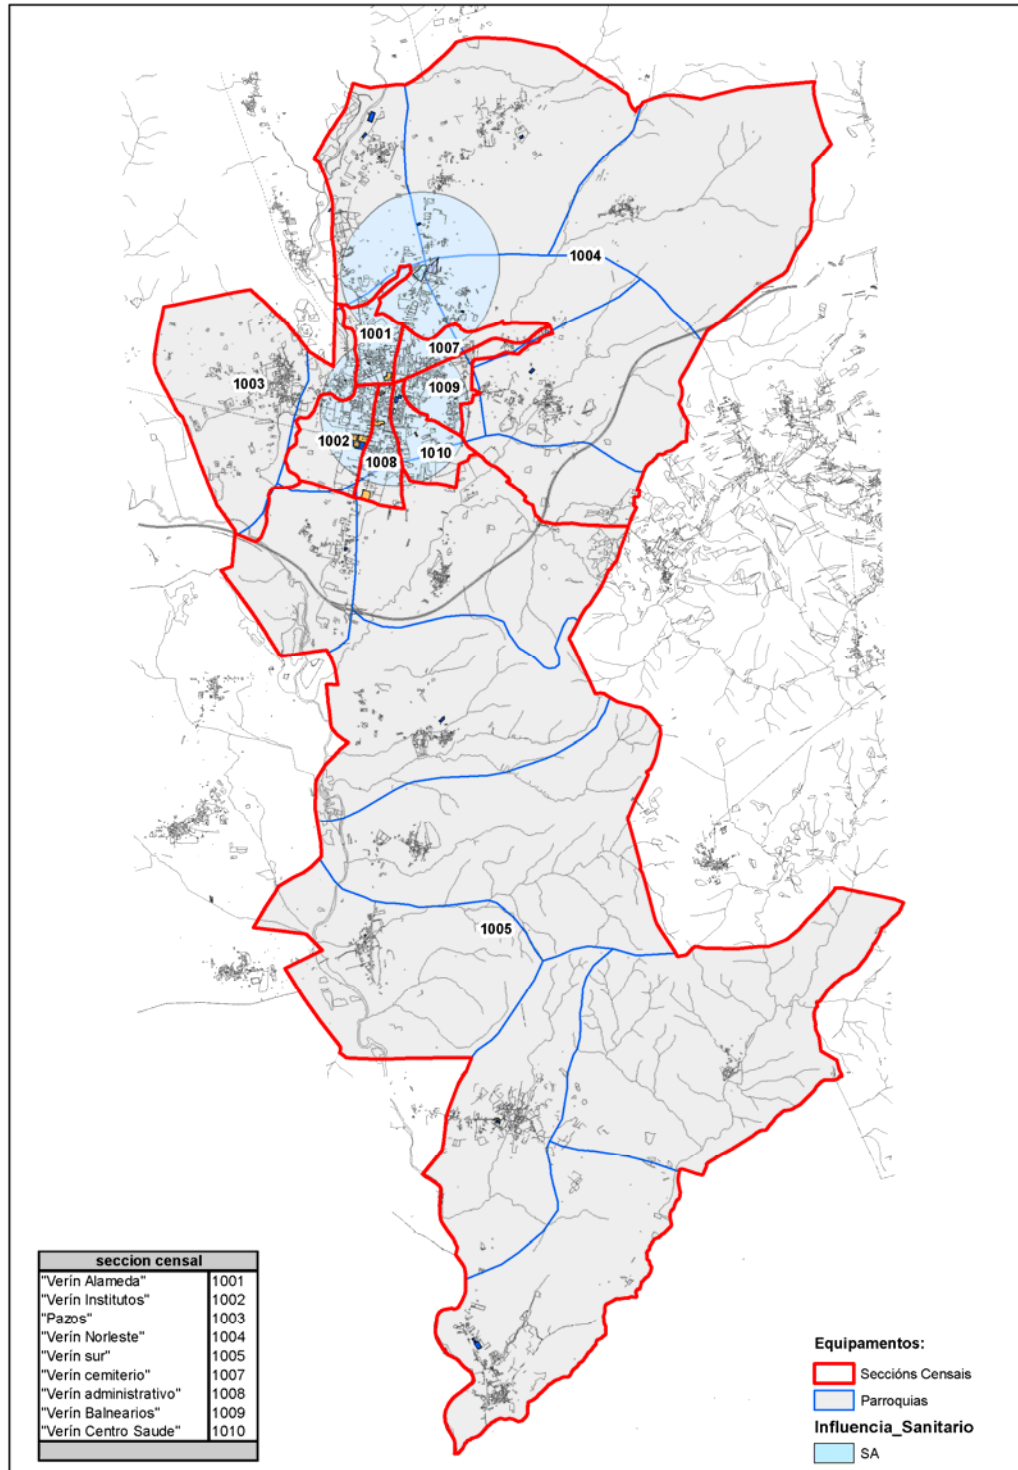 1004
1001
1007
1003
1009
1002
1010
1008
1005
seccion censal
"Verín Alameda" 1001
"Verín Institutos" 1002
"Pazos" 1003
"Verín Norleste" 1004
"Verín sur" 1005
"Verín cemiterio" 1007
"Verín administrativo" 1008
"Verín Balnearios" 1009
"Verín Centro Saude" 1010
Equipamentos:
Seccións Censais
Parroquias
Influencia_Sanitario
SA